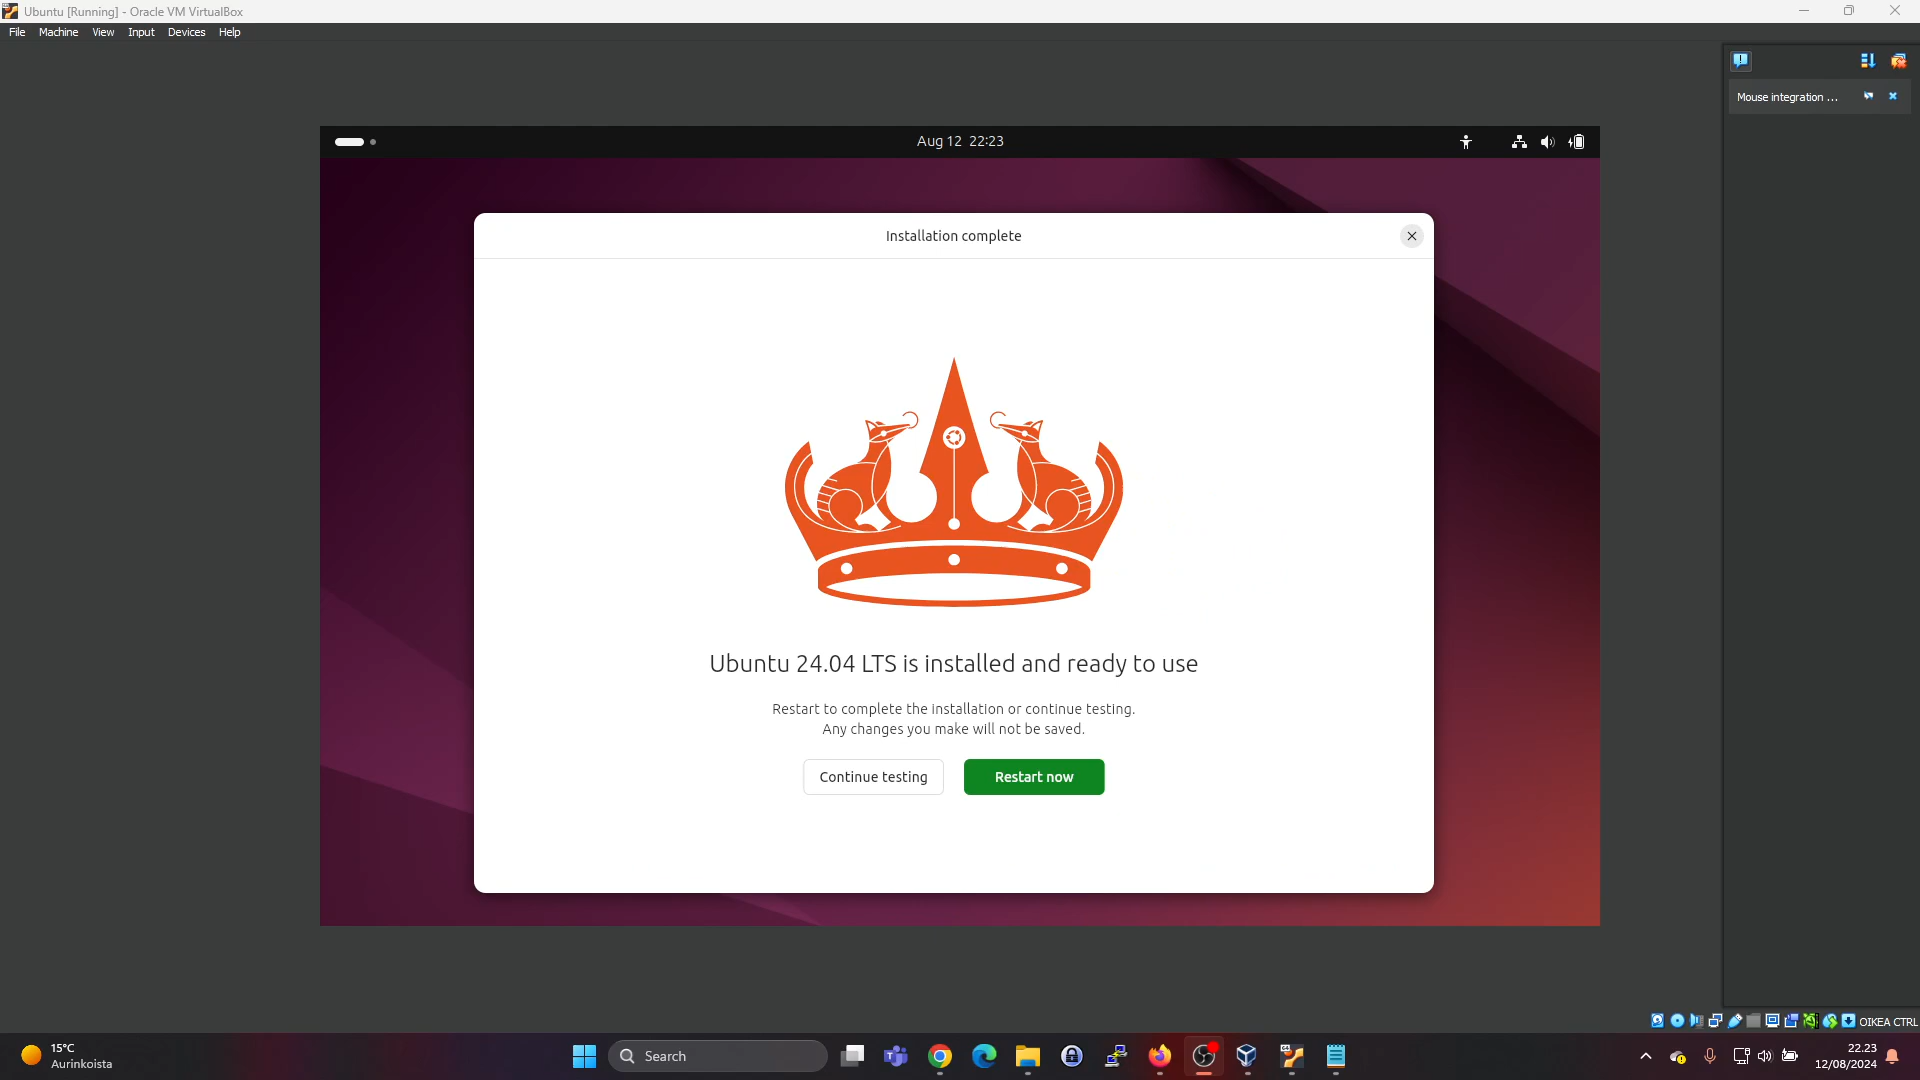 Ubuntu [Running] - Oracle VM VirtualBox
File Machine View Input Devices Help
Mouse integration ...
Aug 12 22:23
Installation complete
Ubuntu 24.04 LTS is installed and ready to use
Restart to complete the installation or continue testing.
Any changes you make will not be saved.
Continue testing
Restart now
OIKEA CTRL
15°C
Aurinkoista
Search
22.23
12/08/2024